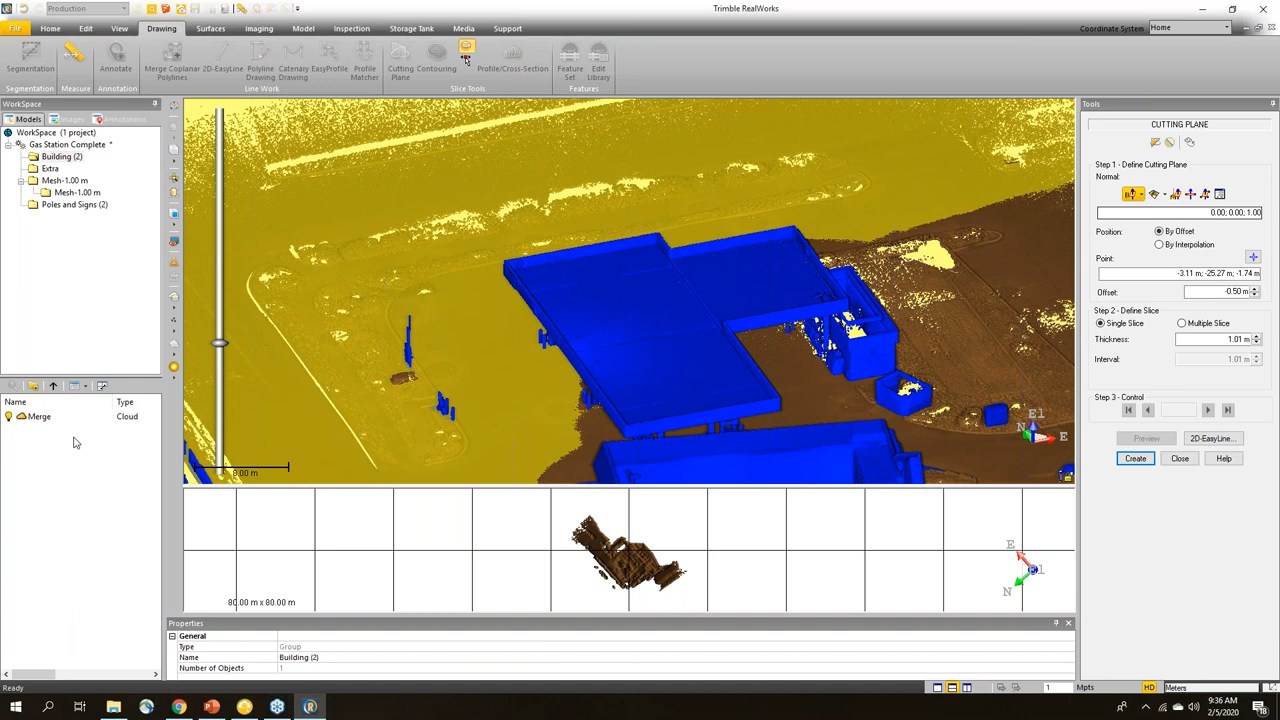 Production
Trimble RealWorks
File Home Edit View Drawing Surfaces Imaging Model Inspection Storage Tank Media Support
Coordinate System Home
Segmentation Annotate Merge Coplanar Polylines 2D-EasyLine Polyline Drawing Catenary Drawing EasyProfile Profile Matcher Cutting Plane Contouring Profile/Cross-Section Feature Set Edit Library
Segmentation Measure Annotation Line Work Slice Tools Features
WorkSpace
Models Images Annotations
WorkSpace (1 project)
Gas Station Complete *
Building (2)
Extra
Mesh-1.00 m
Mesh-1.00 m
Poles and Signs (2)
Name Type
Merge Cloud
8.00 m
El
N E
E
El
N
80.00 m x 80.00 m
Properties
General
Type Group
Name Building (2)
Number of Objects 1
Tools
CUTTING PLANE
Step 1 - Define Cutting Plane
Normal:
0.00; 0.00; 1.00
Position: By Offset
By Interpolation
Point:
-3.11 m; -25.27 m; -1.74 m
Offset: -0.50 m
Step 2 - Define Slice
Single Slice Multiple Slice
Thickness: 1.01 m
Interval: 1.01 m
Step 3 - Control
Preview 2D-EasyLine...
Create Close Help
Ready
1 Mpts HD Meters
9:36 AM
2/5/2020
18